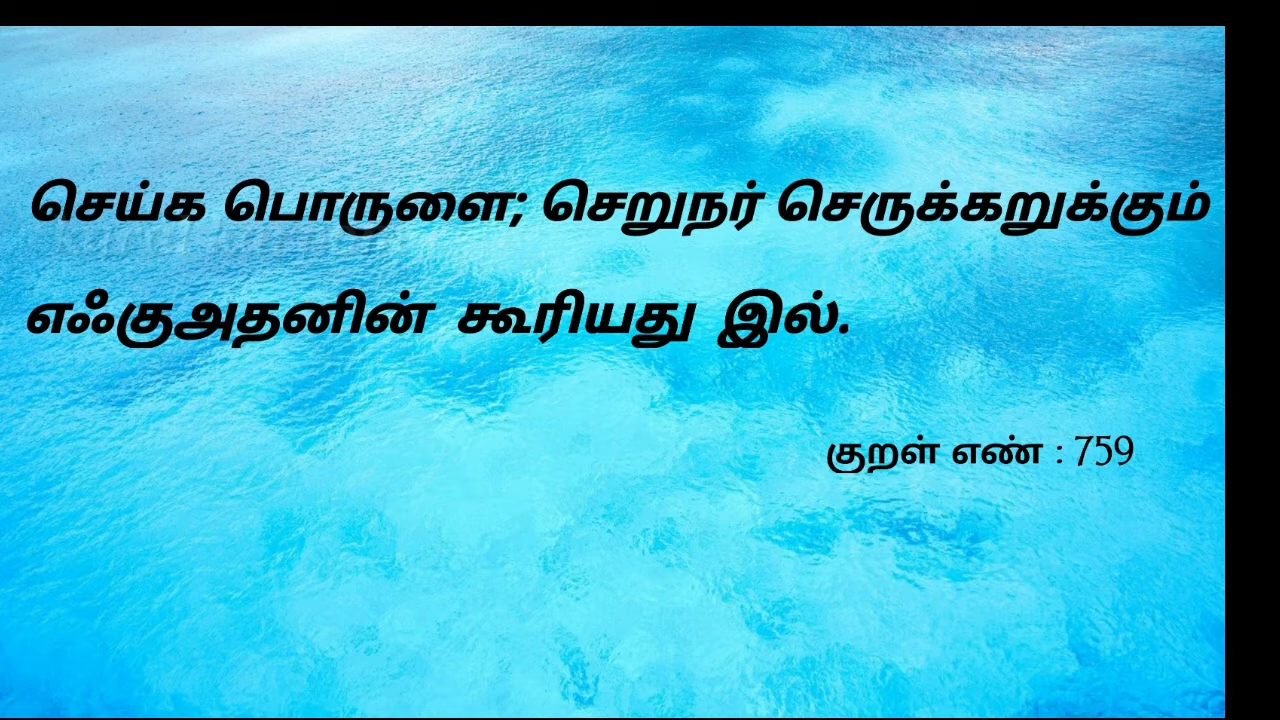 செய்க பொருளை; செறுநர் செருக்கறுக்கும்
எஃகுஅதனின் கூரியது இல்.
குறள் எண் : 759